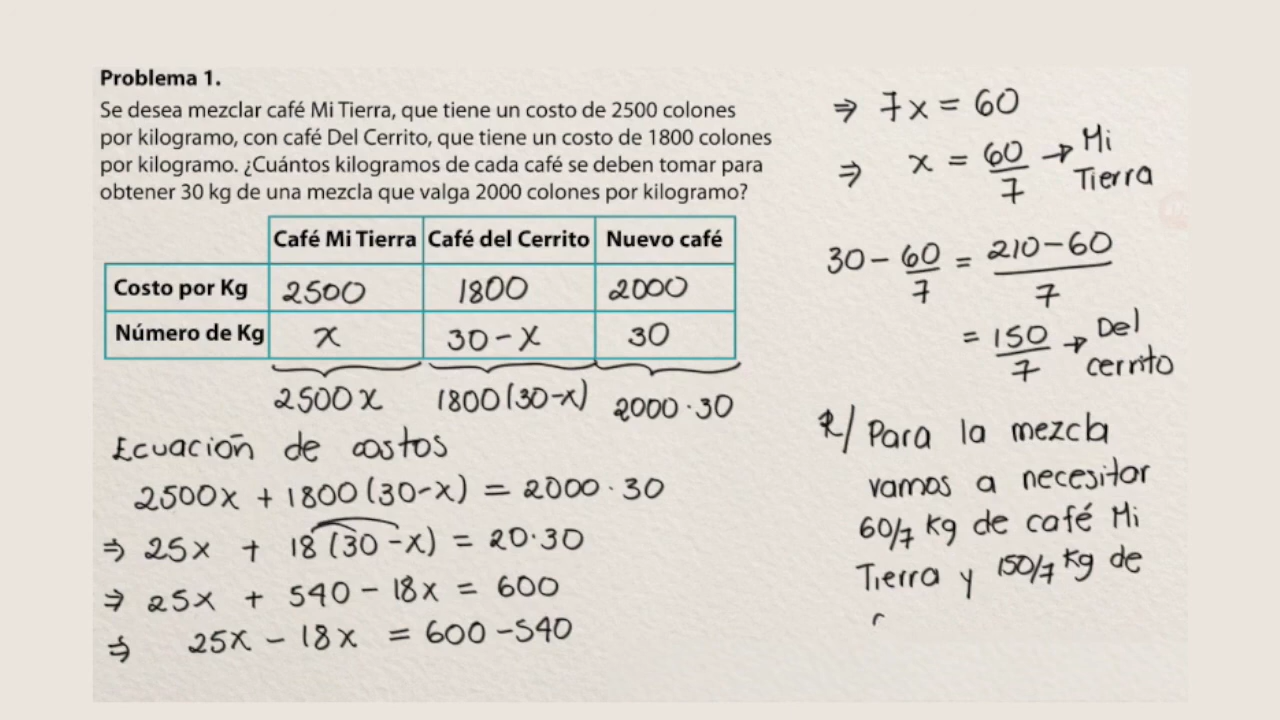 Problema 1.
Se desea mezclar café Mi Tierra, que tiene un costo de 2500 colones
por kilogramo, con café Del Cerrito, que tiene un costo de 1800 colones
por kilogramo. ¿Cuántos kilogramos de cada café se deben tomar para
obtener 30 kg de una mezcla que valga 2000 colones por kilogramo?
Café Mi Tierra Café del Cerrito Nuevo café
Costo por Kg 2500 1800 2000
Número de Kg x 30 - x 30
2500x 1800(30-x) 2000·30
Ecuación de costos
2500x + 1800(30-x) = 2000·30
⇒ 25x + 18(30-x) = 20·30
⇒ 25x + 540 - 18x = 600
⇒ 25x - 18x = 600 - 540
⇒ 7x = 60
⇒ x = 60/7 → Mi
Tierra
30 - 60/7 = 210-60/7
= 150/7 → Del
cerrito
R/ Para la mezcla
vamos a necesitar
60/7 kg de café Mi
Tierra y 150/7 kg de